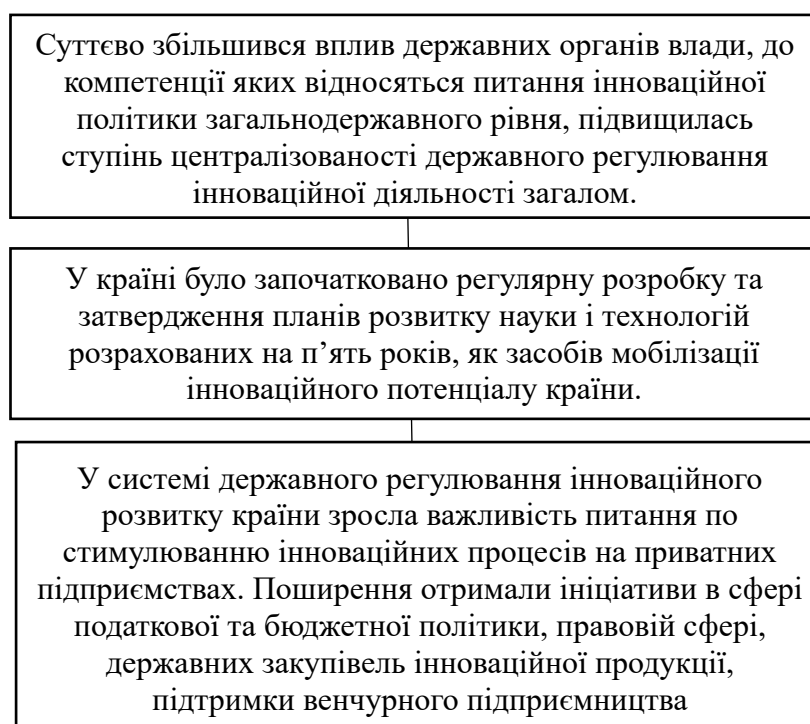 Суттєво збільшився вплив державних органів влади, до
компетенції яких відносяться питання інноваційної
політики загальнодержавного рівня, підвищилась
ступінь централізованості державного регулювання
інноваційної діяльності загалом.
У країні було започатковано регулярну розробку та
затвердження планів розвитку науки і технологій
розрахованих на п’ять років, як засобів мобілізації
інноваційного потенціалу країни.
У системі державного регулювання інноваційного
розвитку країни зросла важливість питання по
стимулюванню інноваційних процесів на приватних
підприємствах. Поширення отримали ініціативи в сфері
податкової та бюджетної політики, правовій сфері,
державних закупівель інноваційної продукції,
підтримки венчурного підприємництва